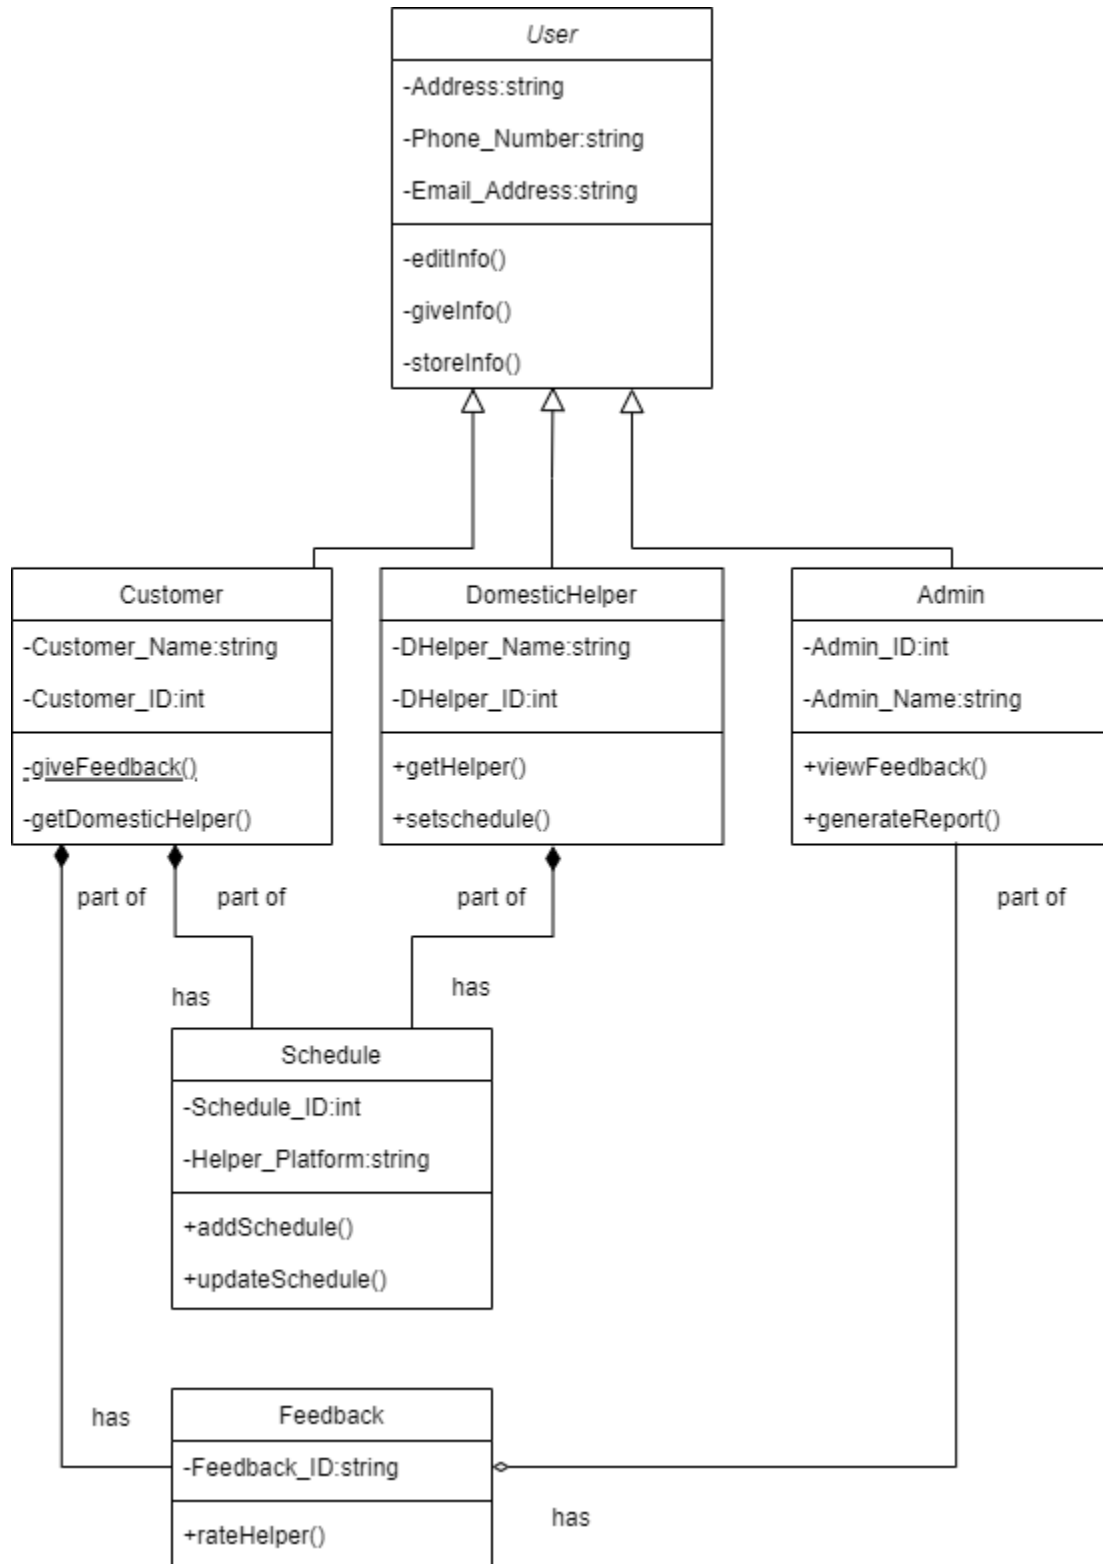 User
-Address:string
-Phone_Number:string
-Email_Address:string
-editInfo()
-giveInfo()
-storeInfo()
Customer
-Customer_Name:string
-Customer_ID:int
-giveFeedback()
-getDomesticHelper()
DomesticHelper
-DHelper_Name:string
-DHelper_ID:int
+getHelper()
+setschedule()
Admin
-Admin_ID:int
-Admin_Name:string
+viewFeedback()
+generateReport()
part of
part of
part of
part of
has
has
Schedule
-Schedule_ID:int
-Helper_Platform:string
+addSchedule()
+updateSchedule()
has
Feedback
-Feedback_ID:string
+rateHelper()
has